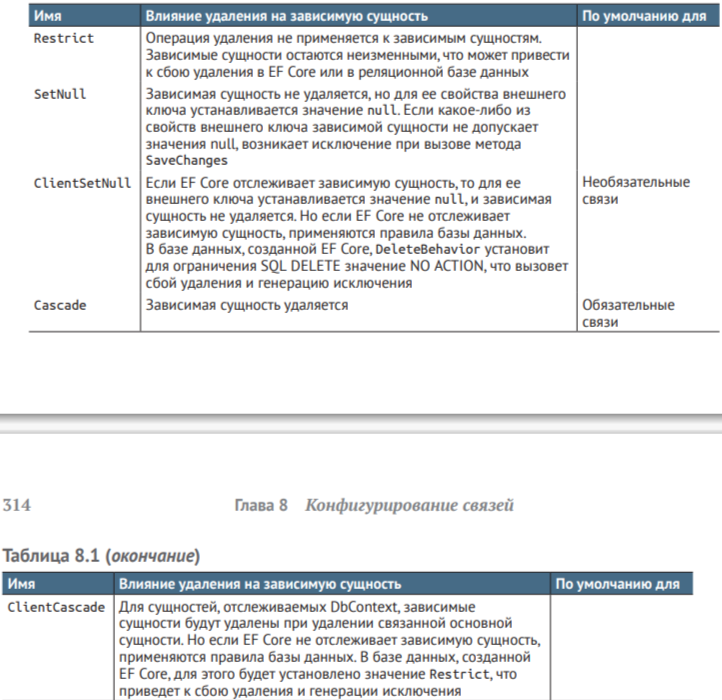 Имя Влияние удаления на зависимую сущность По умолчанию для
Restrict Операция удаления не применяется к зависимым сущностям.
Зависимые сущности остаются неизменными, что может привести
к сбою удаления в EF Core или в реляционной базе данных
SetNull Зависимая сущность не удаляется, но для ее свойства внешнего
ключа устанавливается значение null. Если какое-либо из
свойств внешнего ключа зависимой сущности не допускает
значения null, возникает исключение при вызове метода
SaveChanges
ClientSetNull Если EF Core отслеживает зависимую сущность, то для ее Необязательные
внешнего ключа устанавливается значение null, и зависимая связи
сущность не удаляется. Но если EF Core не отслеживает
зависимую сущность, применяются правила базы данных.
В базе данных, созданной EF Core, DeleteBehavior установит
для ограничения SQL DELETE значение NO ACTION, что вызовет
сбой удаления и генерацию исключения
Cascade Зависимая сущность удаляется Обязательные
связи
314 Глава 8 Конфигурирование связей
Таблица 8.1 (окончание)
Имя Влияние удаления на зависимую сущность По умолчанию для
ClientCascade Для сущностей, отслеживаемых DbContext, зависимые
сущности будут удалены при удалении связанной основной
сущности. Но если EF Core не отслеживает зависимую сущность,
применяются правила базы данных. В базе данных, созданной
EF Core, для этого будет установлено значение Restrict, что
приведет к сбою удаления и генерации исключения